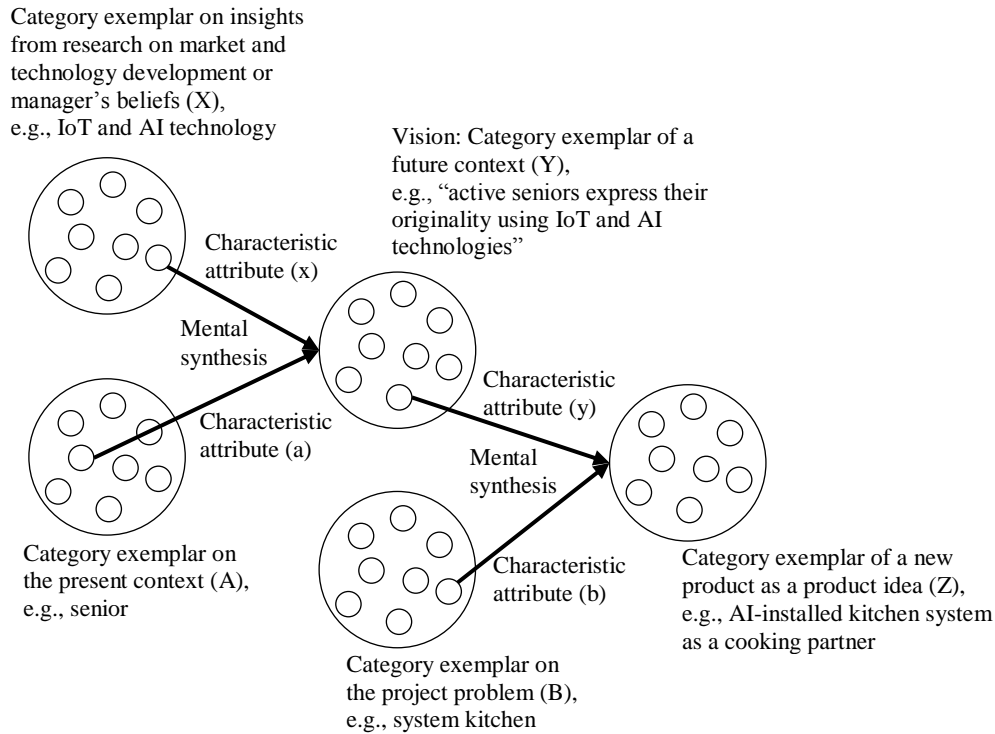 Category exemplar on insights
from research on market and
technology development or
manager’s beliefs (X),
e.g., IoT and AI technology
Vision: Category exemplar of a
future context (Y),
e.g., “active seniors express their
originality using IoT and AI
technologies”
Characteristic
attribute (x)
Mental
synthesis
Characteristic
attribute (a)
Characteristic
attribute (y)
Mental
synthesis
Characteristic
attribute (b)
Category exemplar on
the present context (A),
e.g., senior
Category exemplar of a new
product as a product idea (Z),
e.g., AI-installed kitchen system
as a cooking partner
Category exemplar on
the project problem (B),
e.g., system kitchen